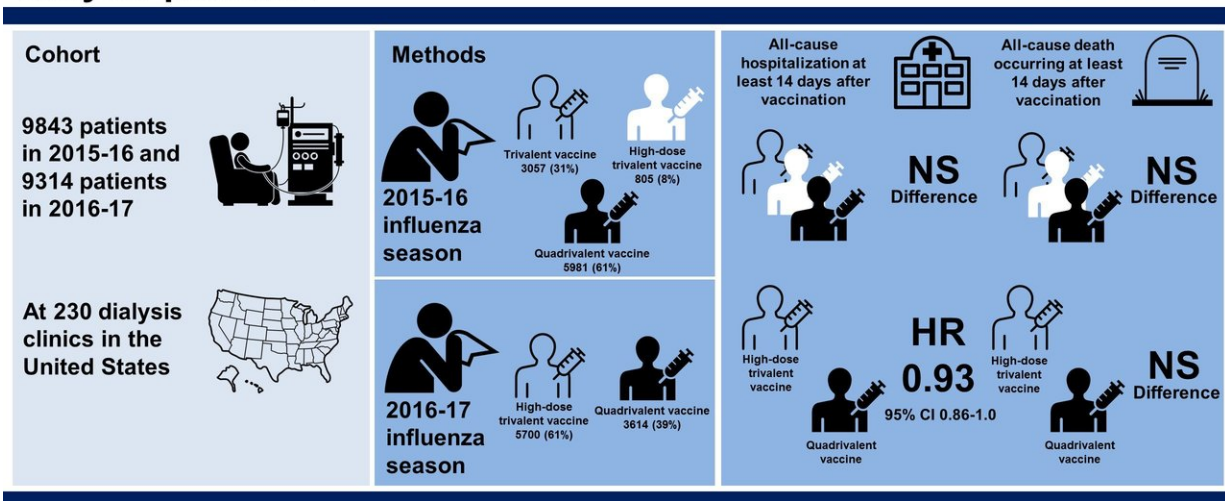 Cohort
9843 patients
in 2015-16 and
9314 patients
in 2016-17
At 230 dialysis
clinics in the
United States
Methods
2015-16
influenza
season
Trivalent vaccine
3057 (31%)
High-dose
trivalent vaccine
805 (8%)
Quadrivalent vaccine
5981 (61%)
2016-17
influenza
season
High-dose
trivalent vaccine
5700 (61%)
Quadrivalent vaccine
3614 (39%)
All-cause
hospitalization at
least 14 days after
vaccination
All-cause death
occurring at least
14 days after
vaccination
NS
Difference
NS
Difference
High-dose
trivalent
vaccine
Quadrivalent
vaccine
HR
0.93
95% CI 0.86-1.0
High-dose
trivalent
vaccine
Quadrivalent
vaccine
NS
Difference